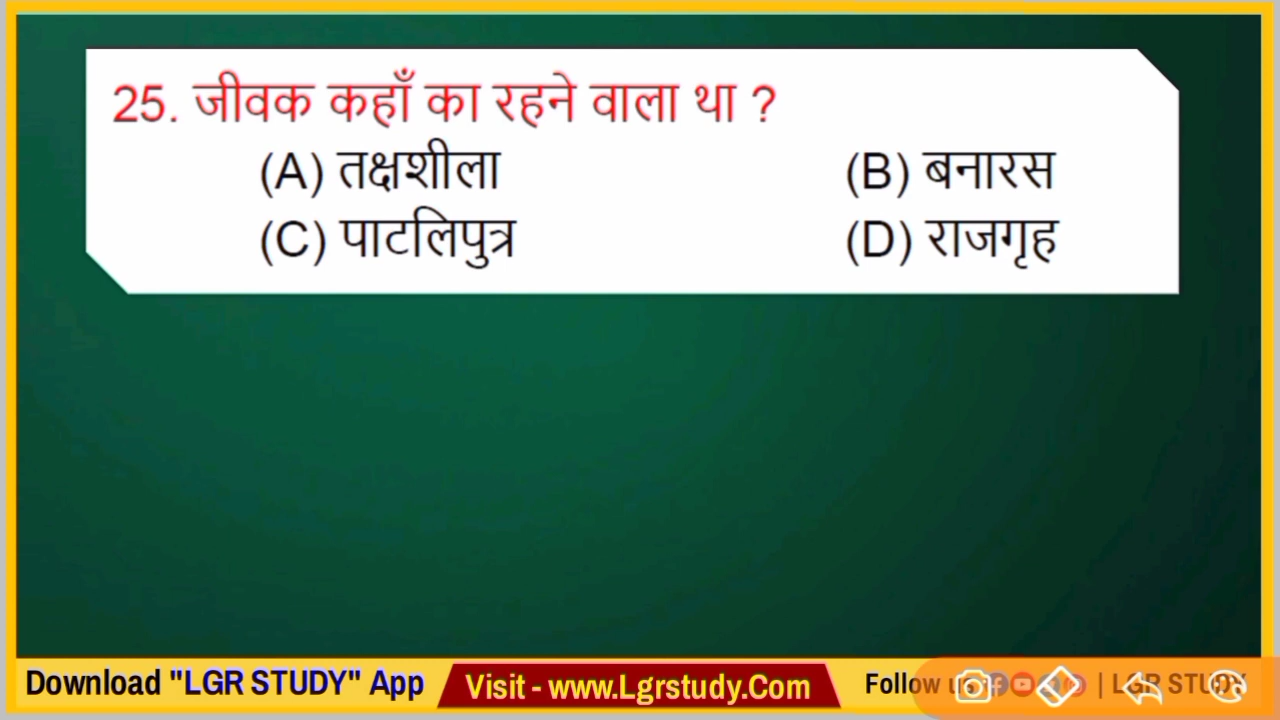 25. जीवक कहाँ का रहने वाला था ?
(A) तक्षशीला (B) बनारस
(C) पाटलिपुत्र (D) राजगृह
Download "LGR STUDY" App Visit - www.Lgrstudy.Com Follow us | LGR STUDY